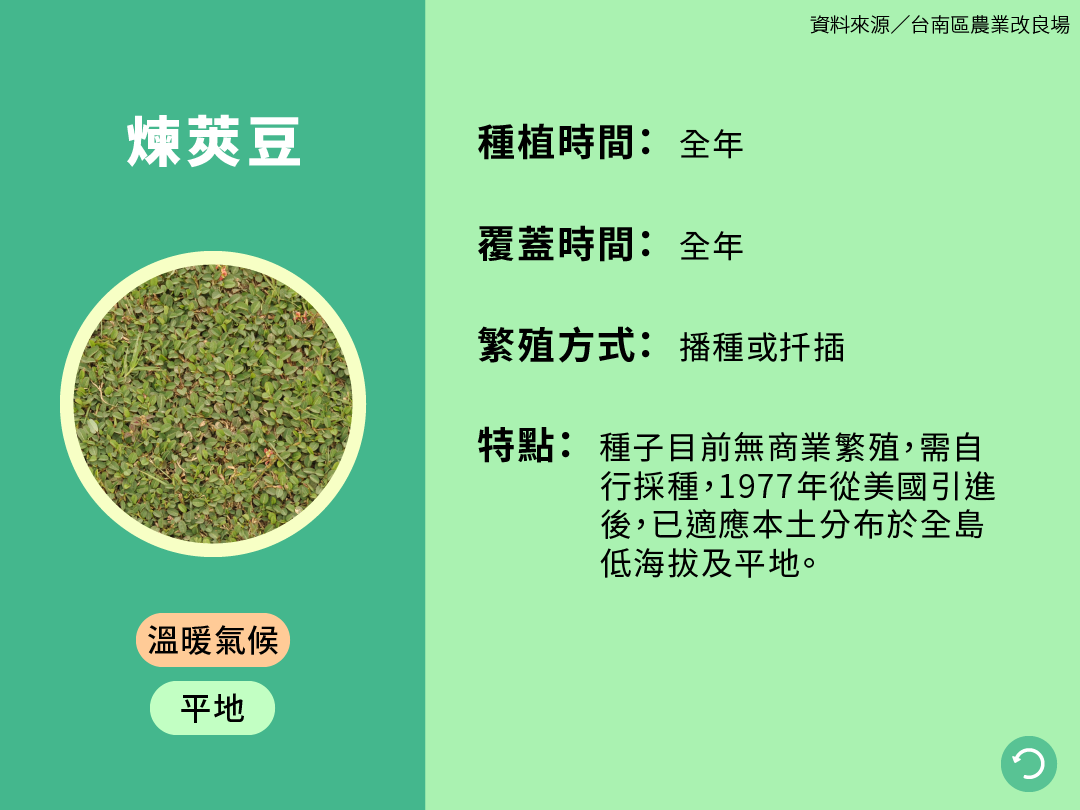 資料來源／台南區農業改良場
煉莢豆
溫暖氣候
平地
種植時間： 全年
覆蓋時間： 全年
繁殖方式： 播種或扦插
特點： 種子目前無商業繁殖，需自
行採種，1977年從美國引進
後，已適應本土分布於全島
低海拔及平地。